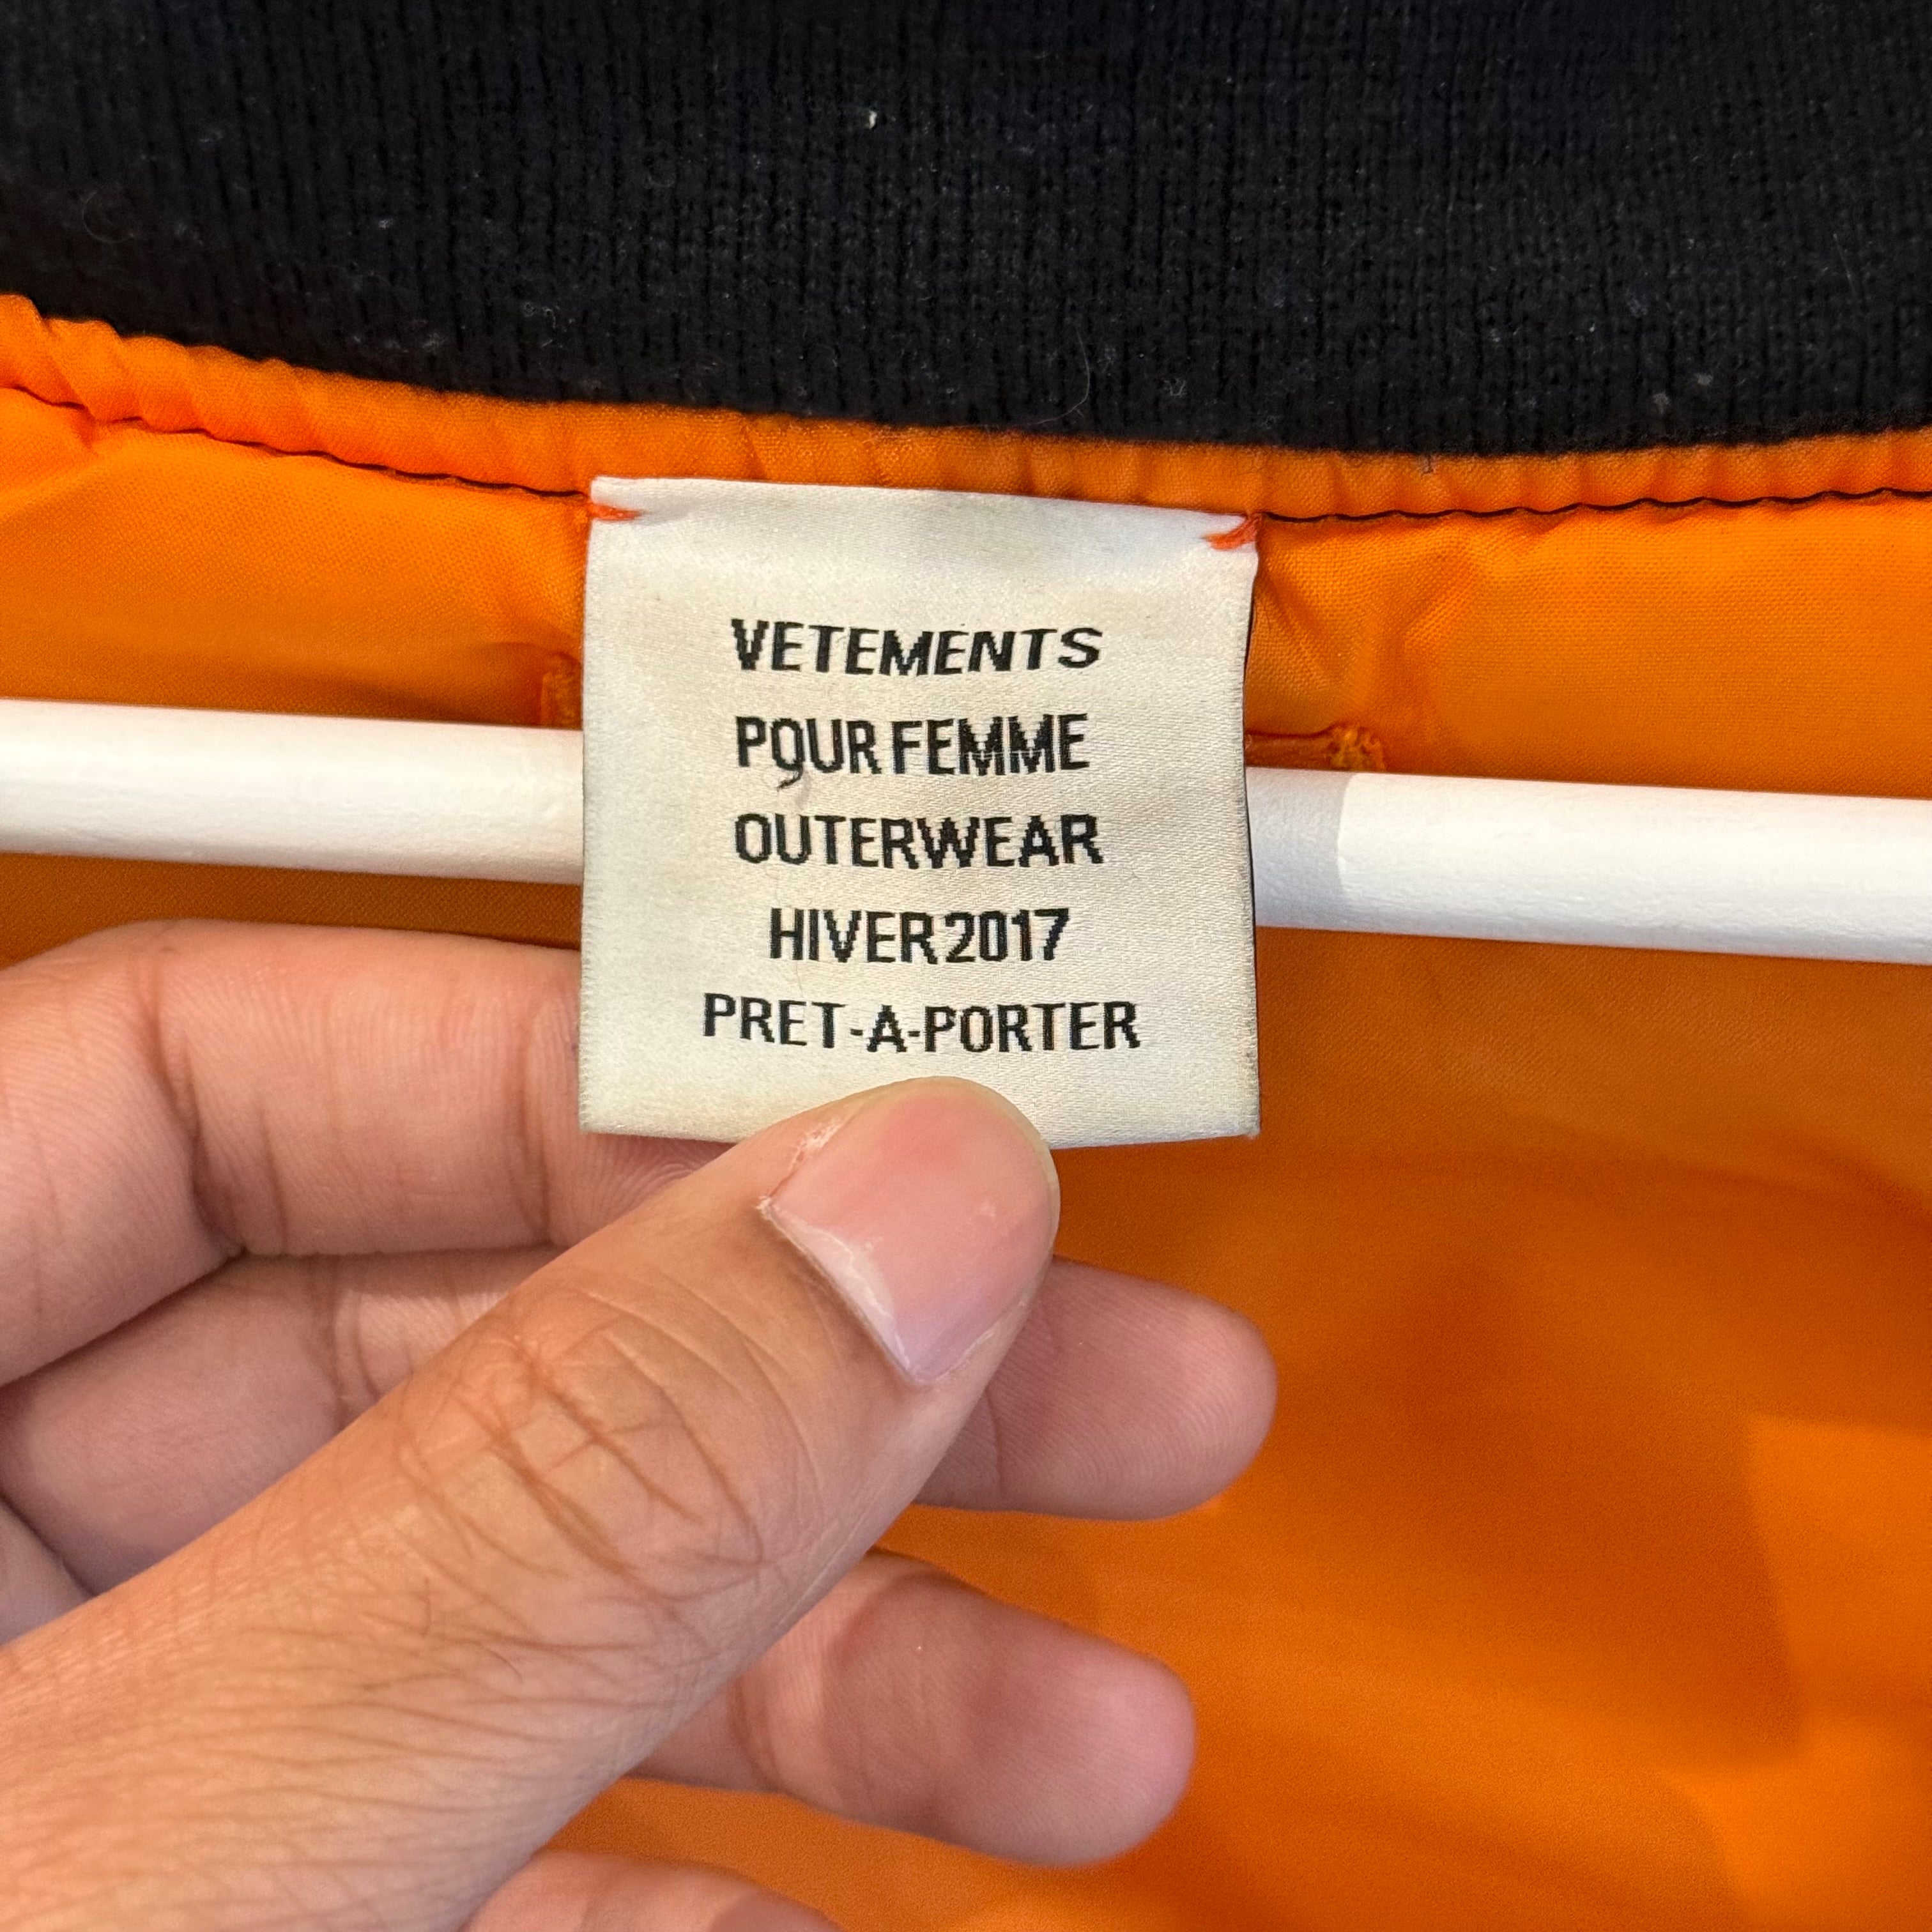 VETEMENTS
POUR FEMME
OUTERWEAR
HIVER 2017
PRET-A-PORTER